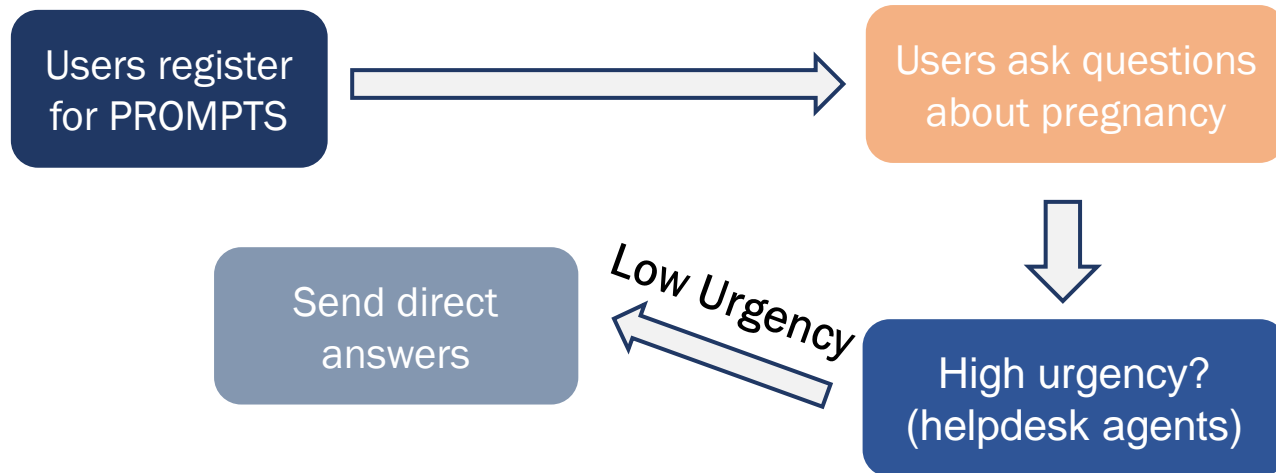 Users register
for PROMPTS
Users ask questions
about pregnancy
High urgency?
(helpdesk agents)
Low Urgency
Send direct
answers